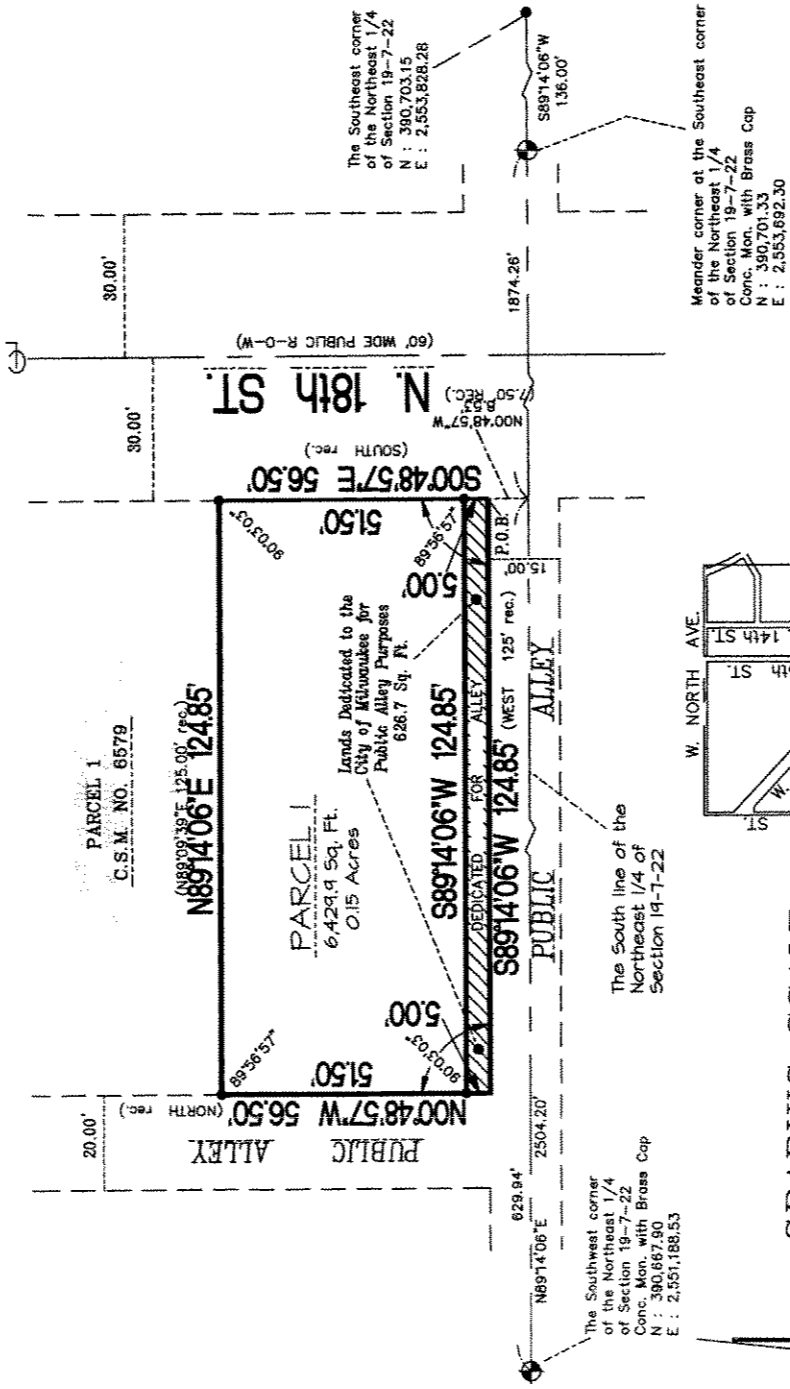 The Southeast corner
of the Northeast 1/4
of Section 19-7-22
N : 390,703.15
E : 2,553,828.28
S89°14'06"W
136.00'
Meander corner at the Southeast corner
of the Northeast 1/4
of Section 19-7-22
Conc. Mon. with Brass Cap
N : 390,701.33
E : 2,553,692.30
30.00'
30.00'
1874.26'
(60' WIDE PUBLIC R-O-W)
N. 18th ST.
(7.50' REC.)
8.53'
N00°48'57"W
(SOUTH rec.)
S00°48'57"E 56.50'
51.50'
90°03'03"
89°56'57"
5.00'
P.O.B.
15.00'
PARCEL 1
C.S.M. NO. 6579
(N89°09'39"E 125.00' rec.)
N89°14'06"E 124.85'
PARCEL 1
6,429.9 Sq. Ft.
0.15 Acres
Lands Dedicated to the
City of Milwaukee for
Public Alley Purposes
626.7 Sq. Ft.
S89°14'06"W 124.85'
DEDICATED FOR ALLEY
S89°14'06"W 124.85' (WEST 125' rec.)
PUBLIC ALLEY
The South line of the
Northeast 1/4 of
Section 19-7-22
89°56'57"
90°03'03"
5.00'
51.50'
N00°48'57"W 56.50'
(NORTH rec.)
PUBLIC ALLEY
20.00'
629.94'
N89°14'06"E 2504.20'
The Southwest corner
of the Northeast 1/4
of Section 19-7-22
Conc. Mon. with Brass Cap
N : 390,667.90
E : 2,551,188.53
W. NORTH AVE.
14th ST.
ST.
ST.
W.